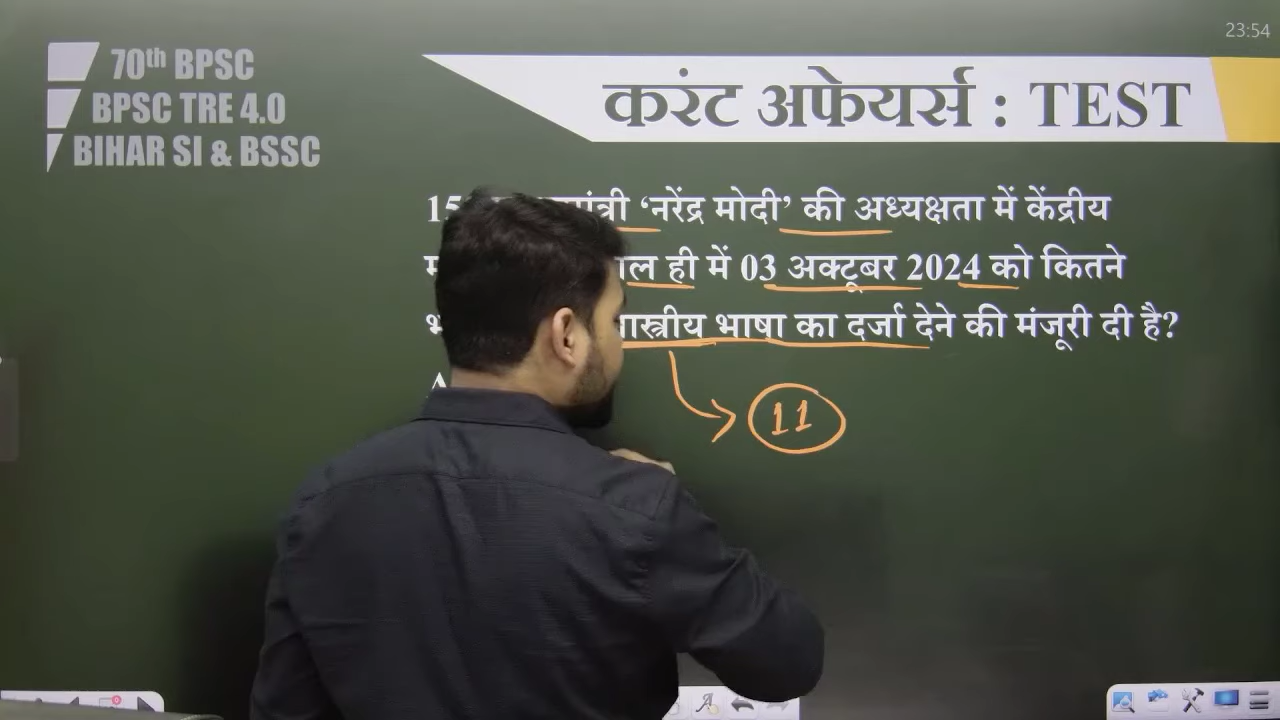 23:54
70th BPSC
BPSC TRE 4.0
BIHAR SI & BSSC
करंट अफेयर्स : TEST
‘नरेंद्र मोदी’ की अध्यक्षता में केंद्रीय
ही में 03 अक्टूबर 2024 को कितने
भाषा का दर्जा देने की मंजूरी दी है?
11